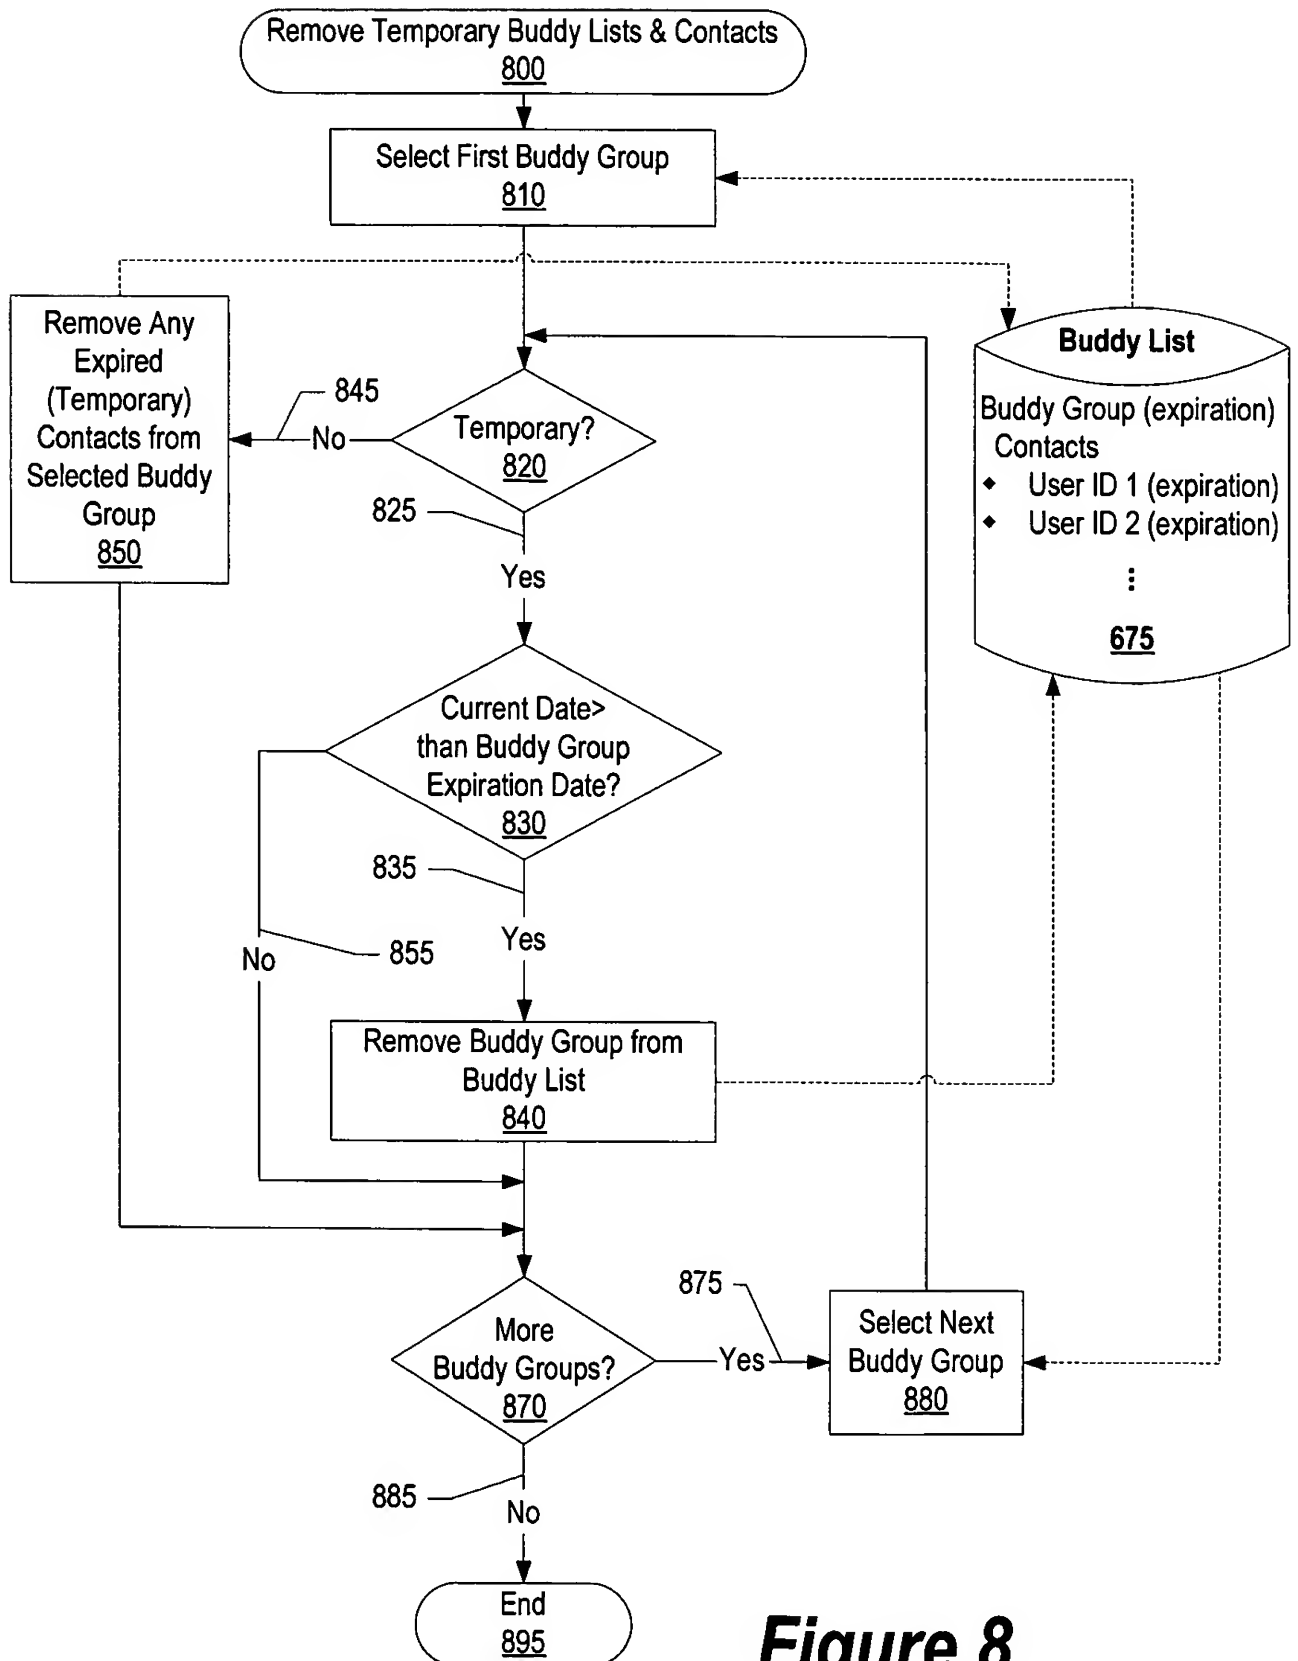 Remove Temporary Buddy Lists & Contacts
800
Select First Buddy Group
810
Remove Any
Expired
(Temporary)
Contacts from
Selected Buddy
Group
850
845
No
Temporary?
820
825
Yes
Buddy List
Buddy Group (expiration)
Contacts
◆ User ID 1 (expiration)
◆ User ID 2 (expiration)
⋮
675
Current Date>
than Buddy Group
Expiration Date?
830
835
Yes
855
No
Remove Buddy Group from
Buddy List
840
More
Buddy Groups?
870
875
Yes
Select Next
Buddy Group
880
885
No
End
895
Figure 8